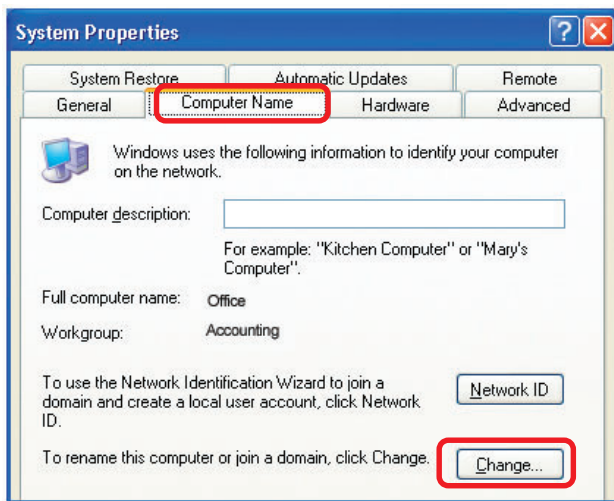 System Properties
System Restore Automatic Updates Remote
General Computer Name Hardware Advanced
Windows uses the following information to identify your computer
on the network.
Computer description:
For example: "Kitchen Computer" or "Mary's
Computer".
Full computer name: Office
Workgroup: Accounting
To use the Network Identification Wizard to join a
domain and create a local user account, click Network
ID.
Network ID
To rename this computer or join a domain, click Change.
Change...